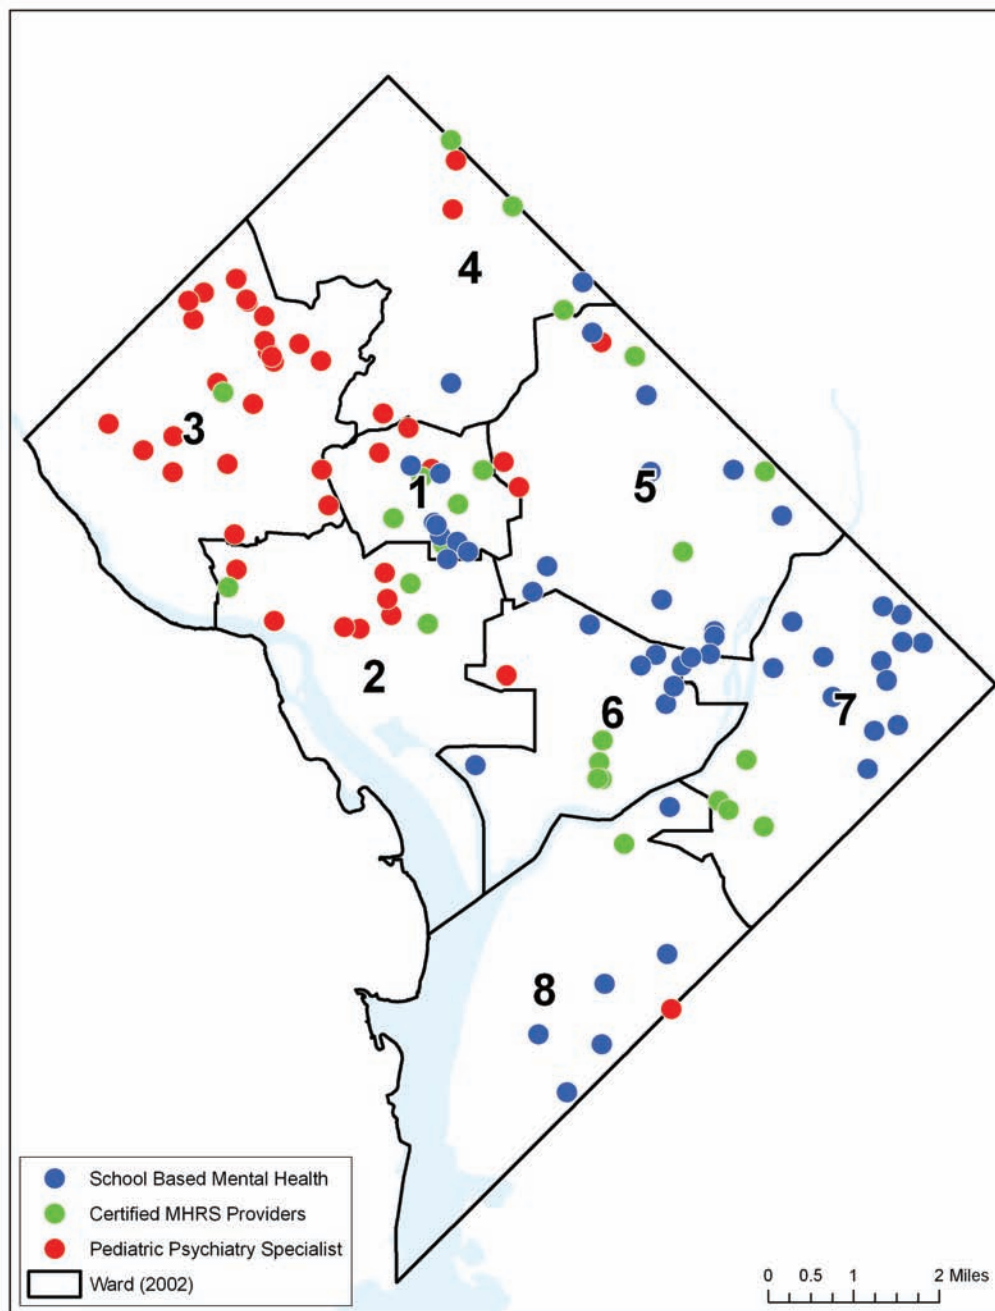 4
3
1
5
2
6
7
8
School Based Mental Health
Certified MHRS Providers
Pediatric Psychiatry Specialist
Ward (2002)
0 0.5 1 2 Miles